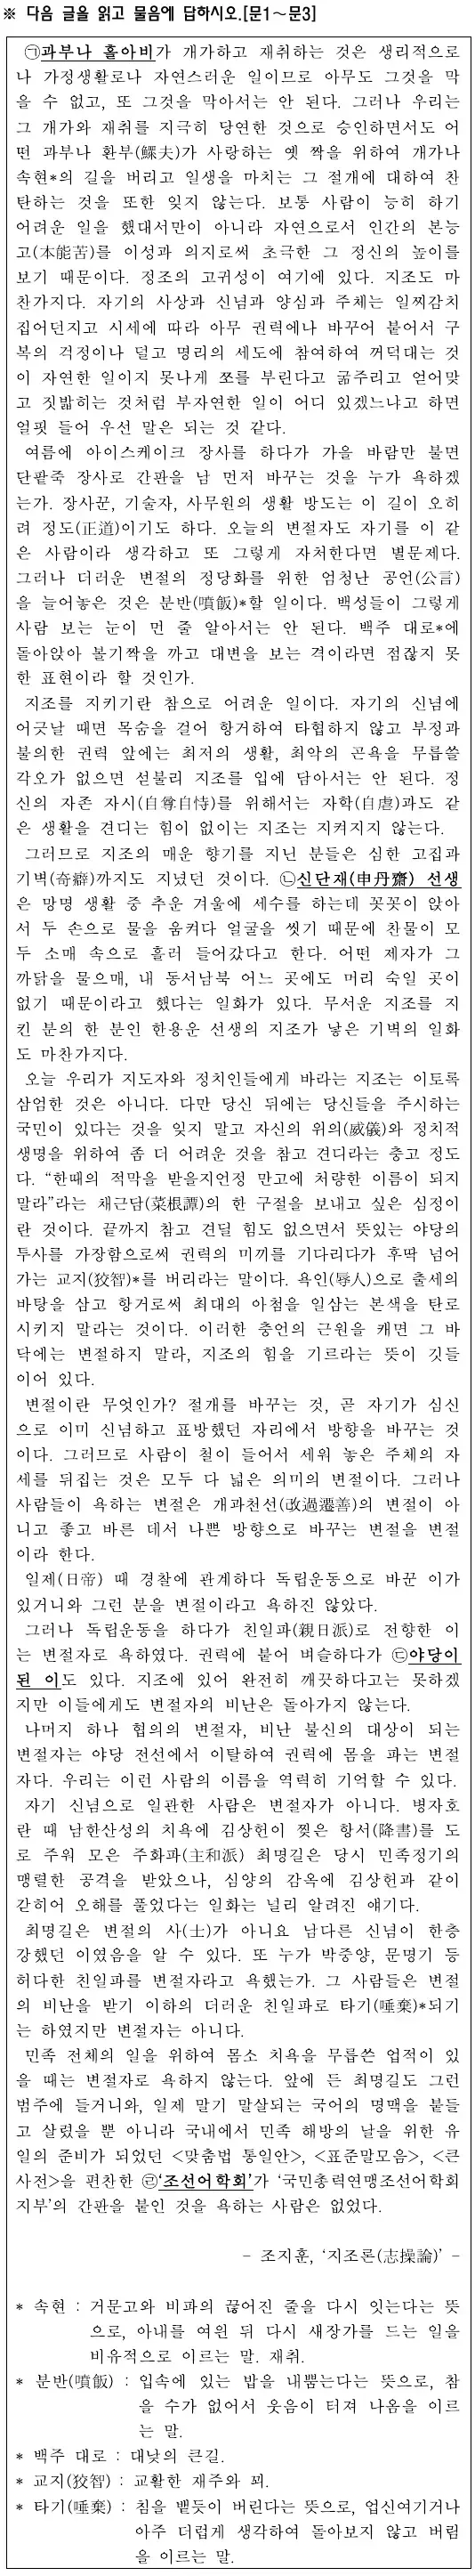 ※ 다음 글을 읽고 물음에 답하시오.[문1～문3]
㉠과부나 홀아비가 개가하고 재취하는 것은 생리적으로
나 가정생활로나 자연스러운 일이므로 아무도 그것을 막
을 수 없고, 또 그것을 막아서는 안 된다. 그러나 우리는
그 개가와 재취를 지극히 당연한 것으로 승인하면서도 어
떤 과부나 환부(鰥夫)가 사랑하는 옛 짝을 위하여 개가나
속현*의 길을 버리고 일생을 마치는 그 절개에 대하여 찬
탄하는 것을 또한 잊지 않는다. 보통 사람이 능히 하기
어려운 일을 했대서만이 아니라 자연으로서 인간의 본능
고(本能苦)를 이성과 의지로써 초극한 그 정신의 높이를
보기 때문이다. 정조의 고귀성이 여기에 있다. 지조도 마
찬가지다. 자기의 사상과 신념과 양심과 주체는 일찌감치
집어던지고 시세에 따라 아무 권력에나 바꾸어 붙어서 구
복의 걱정이나 덜고 명리의 세도에 참여하여 꺼덕대는 것
이 자연한 일이지 못나게 쪼를 부린다고 굶주리고 얻어맞
고 짓밟히는 것처럼 부자연한 일이 어디 있겠느냐고 하면
얼핏 들어 우선 말은 되는 것 같다.
여름에 아이스케이크 장사를 하다가 가을 바람만 불면
단팥죽 장사로 간판을 남 먼저 바꾸는 것을 누가 욕하겠
는가. 장사꾼, 기술자, 사무원의 생활 방도는 이 길이 오히
려 정도(正道)이기도 하다. 오늘의 변절자도 자기를 이 같
은 사람이라 생각하고 또 그렇게 자처한다면 별문제다.
그러나 더러운 변절의 정당화를 위한 엄청난 공언(公言)
을 늘어놓은 것은 분반(噴飯)*할 일이다. 백성들이 그렇게
사람 보는 눈이 먼 줄 알아서는 안 된다. 백주 대로*에
돌아앉아 볼기짝을 까고 대변을 보는 격이라면 점잖지 못
한 표현이라 할 것인가.
지조를 지키기란 참으로 어려운 일이다. 자기의 신념에
어긋날 때면 목숨을 걸어 항거하여 타협하지 않고 부정과
불의한 권력 앞에는 최저의 생활, 최악의 곤욕을 무릅쓸
각오가 없으면 섣불리 지조를 입에 담아서는 안 된다. 정
신의 자존 자시(自尊自恃)를 위해서는 자학(自虐)과도 같
은 생활을 견디는 힘이 없이는 지조는 지켜지지 않는다.
그러므로 지조의 매운 향기를 지닌 분들은 심한 고집과
기벽(奇癖)까지도 지녔던 것이다. ㉡신단재(申丹齋) 선생
은 망명 생활 중 추운 겨울에 세수를 하는데 꼿꼿이 앉아
서 두 손으로 물을 움켜다 얼굴을 씻기 때문에 찬물이 모
두 소매 속으로 흘러 들어갔다고 한다. 어떤 제자가 그
까닭을 물으매, 내 동서남북 어느 곳에도 머리 숙일 곳이
없기 때문이라고 했다는 일화가 있다. 무서운 지조를 지
킨 분의 한 분인 한용운 선생의 지조가 낳은 기벽의 일화
도 마찬가지다.
오늘 우리가 지도자와 정치인들에게 바라는 지조는 이토록
삼엄한 것은 아니다. 다만 당신 뒤에는 당신들을 주시하는
국민이 있다는 것을 잊지 말고 자신의 위의(威儀)와 정치적
생명을 위하여 좀 더 어려운 것을 참고 견디라는 충고 정도
다. “한때의 적막을 받을지언정 만고에 처량한 이름이 되지
말라”라는 채근담(菜根譚)의 한 구절을 보내고 싶은 심정이
란 것이다. 끝까지 참고 견딜 힘도 없으면서 뜻있는 야당의
투사를 가장함으로써 권력의 미끼를 기다리다가 후딱 넘어
가는 교지(狡智)*를 버리라는 말이다. 욕인(辱人)으로 출세의
바탕을 삼고 항거로써 최대의 아첨을 일삼는 본색을 탄로
시키지 말라는 것이다. 이러한 충언의 근원을 캐면 그 바
닥에는 변절하지 말라, 지조의 힘을 기르라는 뜻이 깃들
이어 있다.
변절이란 무엇인가? 절개를 바꾸는 것, 곧 자기가 심신
으로 이미 신념하고 표방했던 자리에서 방향을 바꾸는 것
이다. 그러므로 사람이 철이 들어서 세워 놓은 주체의 자
세를 뒤집는 것은 모두 다 넓은 의미의 변절이다. 그러나
사람들이 욕하는 변절은 개과천선(改過遷善)의 변절이 아
니고 좋고 바른 데서 나쁜 방향으로 바꾸는 변절을 변절
이라 한다.
일제(日帝) 때 경찰에 관계하다 독립운동으로 바꾼 이가
있거니와 그런 분을 변절이라고 욕하진 않았다.
그러나 독립운동을 하다가 친일파(親日派)로 전향한 이
는 변절자로 욕하였다. 권력에 붙어 벼슬하다가 ㉢야당이
된 이도 있다. 지조에 있어 완전히 깨끗하다고는 못하겠
지만 이들에게도 변절자의 비난은 돌아가지 않는다.
나머지 하나 협의의 변절자, 비난 불신의 대상이 되는
변절자는 야당 전선에서 이탈하여 권력에 몸을 파는 변절
자다. 우리는 이런 사람의 이름을 역력히 기억할 수 있다.
자기 신념으로 일관한 사람은 변절자가 아니다. 병자호
란 때 남한산성의 치욕에 김상헌이 찢은 항서(降書)를 도
로 주워 모은 주화파(主和派) 최명길은 당시 민족정기의
맹렬한 공격을 받았으나, 심양의 감옥에 김상헌과 같이
갇히어 오해를 풀었다는 일화는 널리 알려진 얘기다.
최명길은 변절의 사(士)가 아니요 남다른 신념이 한층
강했던 이였음을 알 수 있다. 또 누가 박중양, 문명기 등
허다한 친일파를 변절자라고 욕했는가. 그 사람들은 변절
의 비난을 받기 이하의 더러운 친일파로 타기(唾棄)*되기
는 하였지만 변절자는 아니다.
민족 전체의 일을 위하여 몸소 치욕을 무릅쓴 업적이 있
을 때는 변절자로 욕하지 않는다. 앞에 든 최명길도 그런
범주에 들거니와, 일제 말기 말살되는 국어의 명맥을 붙들
고 살렸을 뿐 아니라 국내에서 민족 해방의 날을 위한 유
일의 준비가 되었던 <맞춤법 통일안>, <표준말모음>, <큰
사전>을 편찬한 ㉣‘조선어학회’가 ‘국민총력연맹조선어학회
지부’의 간판을 붙인 것을 욕하는 사람은 없었다.
– 조지훈, ‘지조론(志操論)’ –
* 속현 : 거문고와 비파의 끊어진 줄을 다시 잇는다는 뜻
으로, 아내를 여읜 뒤 다시 새장가를 드는 일을
비유적으로 이르는 말. 재취.
* 분반(噴飯) : 입속에 있는 밥을 내뿜는다는 뜻으로, 참
을 수가 없어서 웃음이 터져 나옴을 이르
는 말.
* 백주 대로 : 대낮의 큰길.
* 교지(狡智) : 교활한 재주와 꾀.
* 타기(唾棄) : 침을 뱉듯이 버린다는 뜻으로, 업신여기거나
아주 더럽게 생각하여 돌아보지 않고 버림
을 이르는 말.